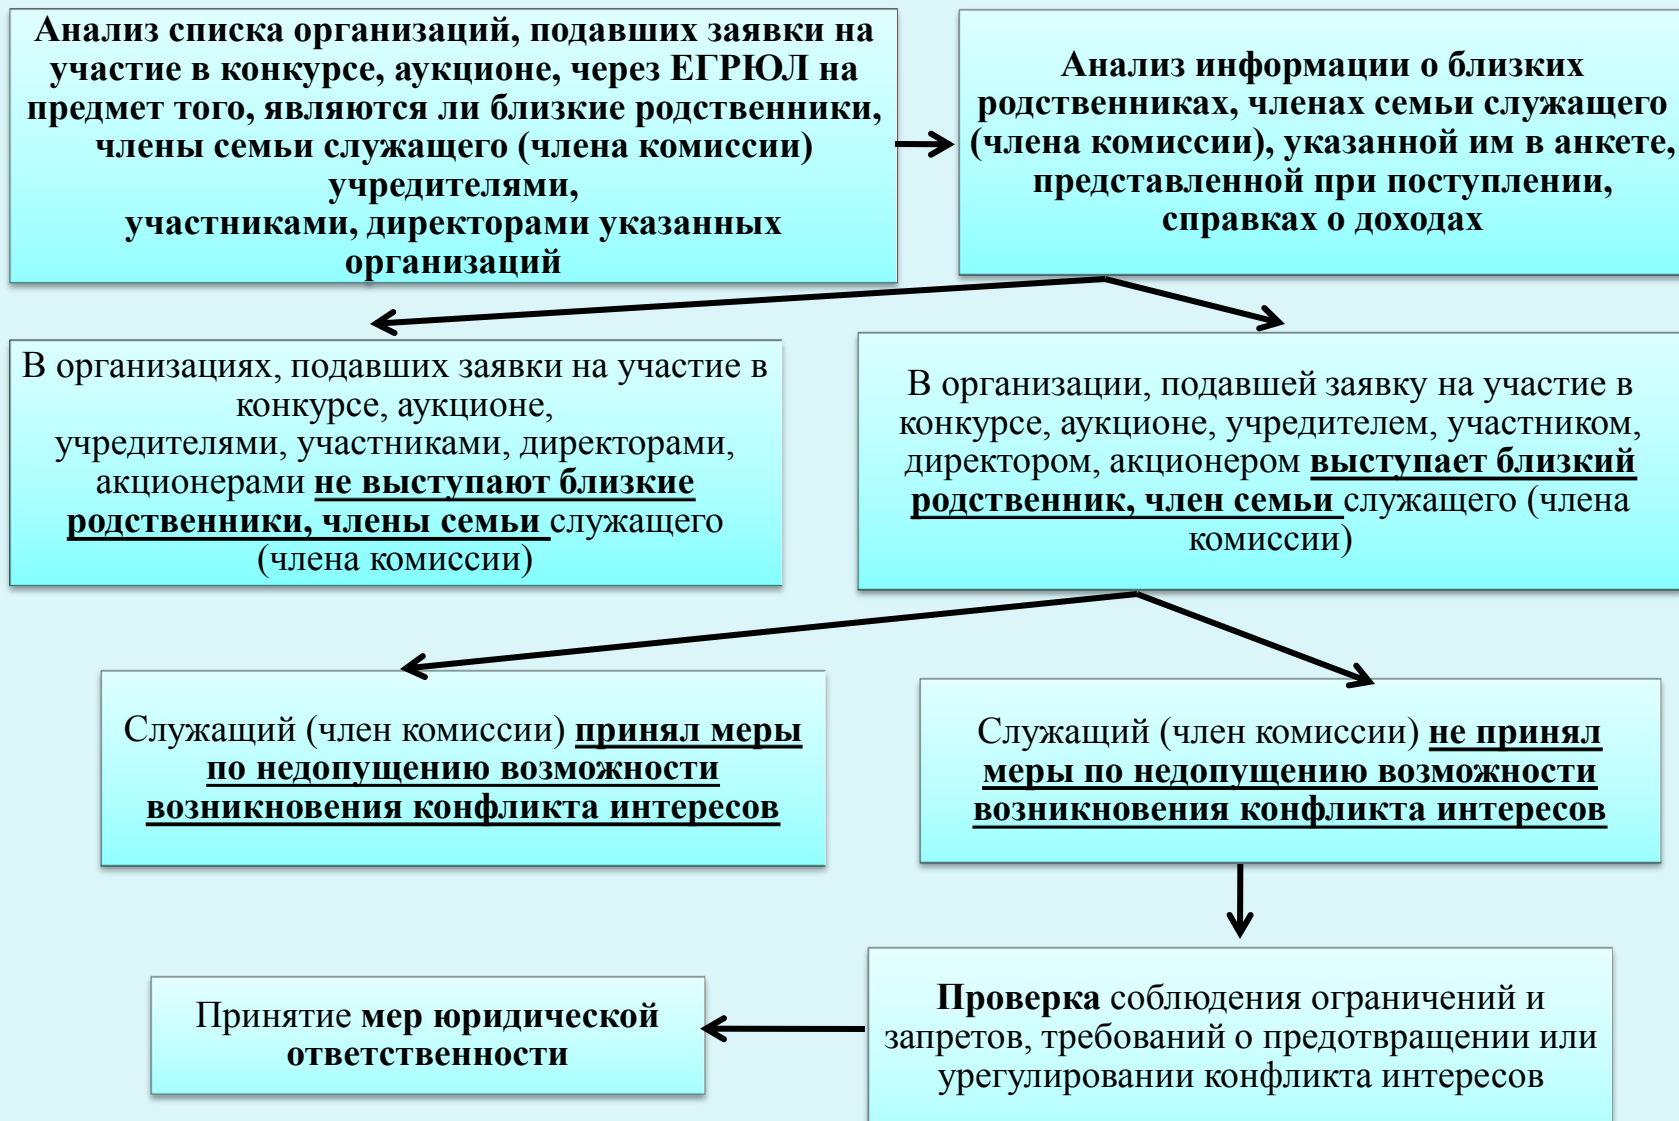 Анализ списка организаций, подавших заявки на
участие в конкурсе, аукционе, через ЕГРЮЛ на
предмет того, являются ли близкие родственники,
члены семьи служащего (члена комиссии)
учредителями,
участниками, директорами указанных
организаций
Анализ информации о близких
родственниках, членах семьи служащего
(члена комиссии), указанной им в анкете,
представленной при поступлении,
справках о доходах
В организациях, подавших заявки на участие в
конкурсе, аукционе,
учредителями, участниками, директорами,
акционерами не выступают близкие
родственники, члены семьи служащего
(члена комиссии)
В организации, подавшей заявку на участие в
конкурсе, аукционе, учредителем, участником,
директором, акционером выступает близкий
родственник, член семьи служащего (члена
комиссии)
Служащий (член комиссии) принял меры
по недопущению возможности
возникновения конфликта интересов
Служащий (член комиссии) не принял
меры по недопущению возможности
возникновения конфликта интересов
Принятие мер юридической
ответственности
Проверка соблюдения ограничений и
запретов, требований о предотвращении или
урегулировании конфликта интересов